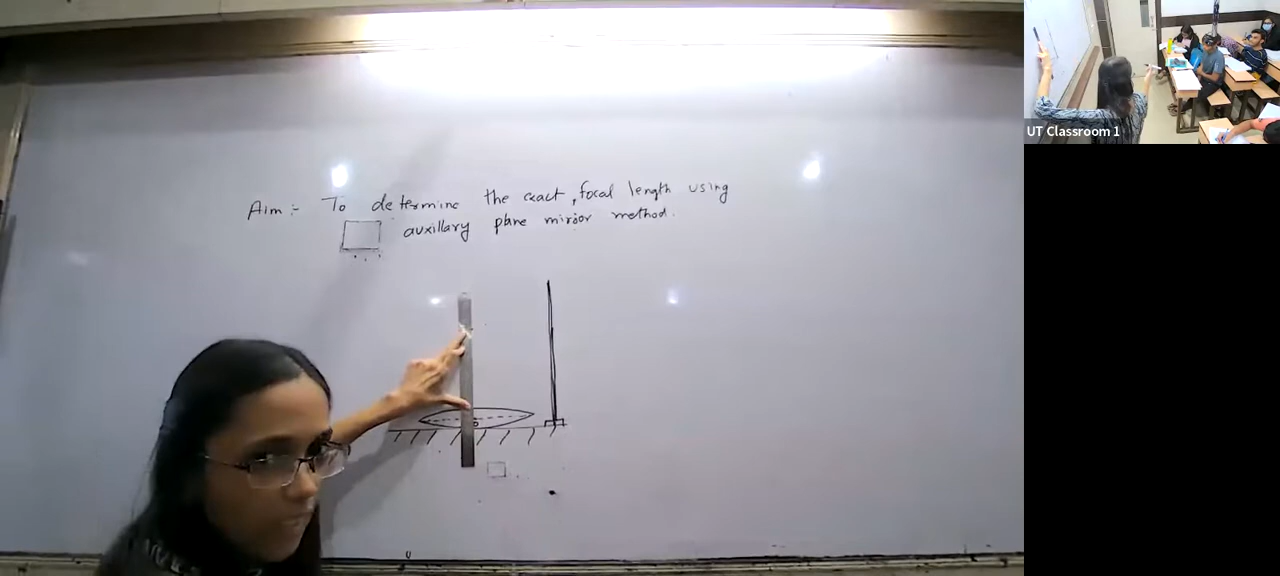 Aim :- To determine the exact, focal length using
auxillary plane mirror method.
UT Classroom 1